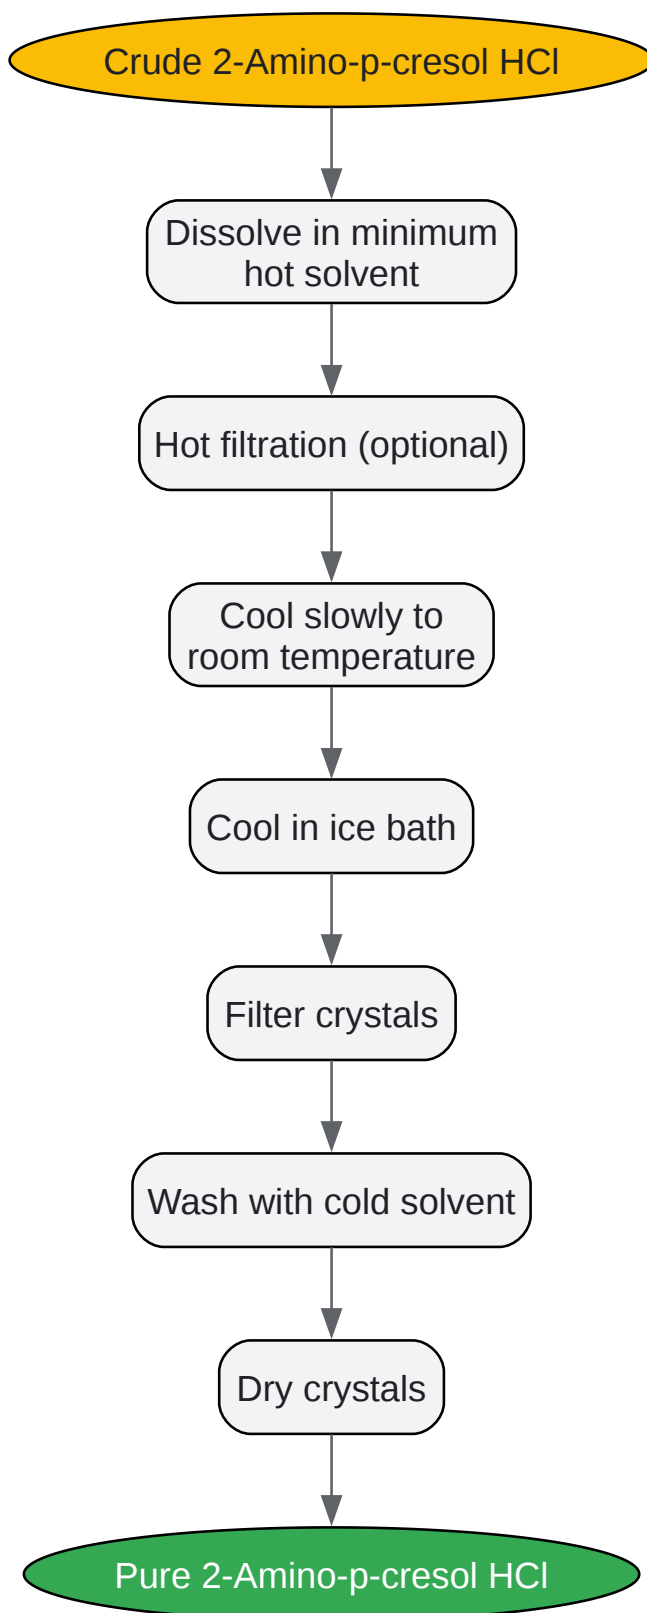 Crude 2-Amino-p-cresol HCl
Dissolve in minimum
hot solvent
Hot filtration (optional)
Cool slowly to
room temperature
Cool in ice bath
Filter crystals
Wash with cold solvent
Dry crystals
Pure 2-Amino-p-cresol HCl